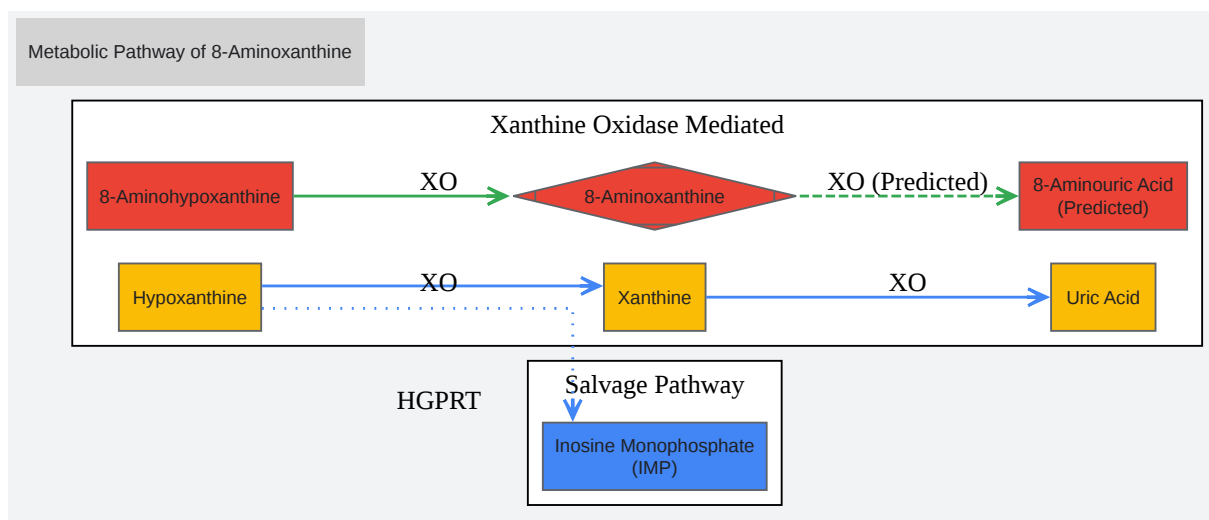 Metabolic Pathway of 8-Aminoxanthine
Xanthine Oxidase Mediated
8-Aminohypoxanthine
XO
8-Aminoxanthine
XO (Predicted)
8-Aminouric Acid
(Predicted)
Hypoxanthine
XO
Xanthine
XO
Uric Acid
HGPRT
Salvage Pathway
Inosine Monophosphate
(IMP)